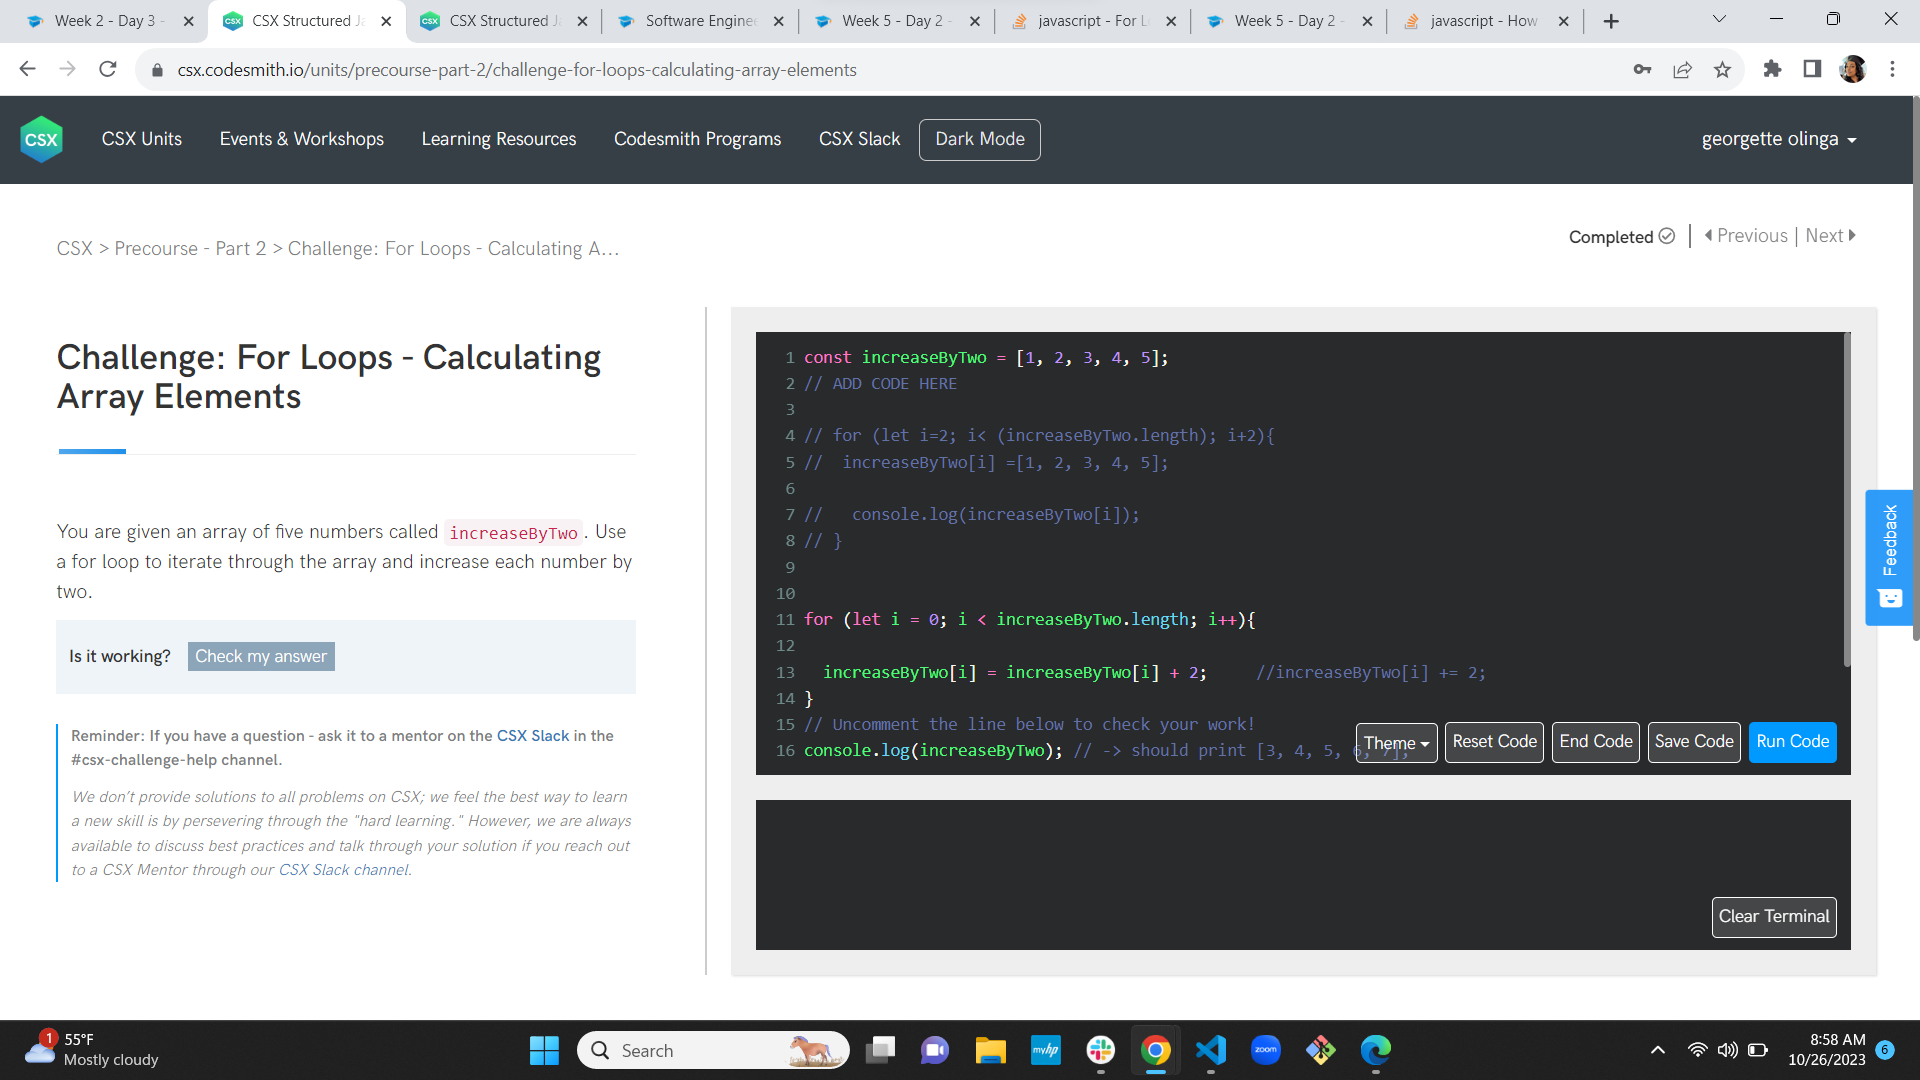 Week 2 - Day 3 -
CSX Structured Ja
CSX Structured Ja
Software Enginee
Week 5 - Day 2 -
javascript - For L
Week 5 - Day 2 -
javascript - How
csx.codesmith.io/units/precourse-part-2/challenge-for-loops-calculating-array-elements
CSX
CSX Units
Events & Workshops
Learning Resources
Codesmith Programs
CSX Slack
Dark Mode
georgette olinga
CSX > Precourse - Part 2 > Challenge: For Loops - Calculating A...
Completed
Previous | Next
Challenge: For Loops - Calculating
Array Elements
You are given an array of five numbers called increaseByTwo. Use
a for loop to iterate through the array and increase each number by
two.
Is it working? Check my answer
Reminder: If you have a question - ask it to a mentor on the CSX Slack in the
#csx-challenge-help channel.
We don't provide solutions to all problems on CSX; we feel the best way to learn
a new skill is by persevering through the "hard learning." However, we are always
available to discuss best practices and talk through your solution if you reach out
to a CSX Mentor through our CSX Slack channel.
1 const increaseByTwo = [1, 2, 3, 4, 5];
2 // ADD CODE HERE
3
4 // for (let i=2; i< (increaseByTwo.length); i+2){
5 //  increaseByTwo[i] =[1, 2, 3, 4, 5];
6
7 //   console.log(increaseByTwo[i]);
8 // }
9
10
11 for (let i = 0; i < increaseByTwo.length; i++){
12
13   increaseByTwo[i] = increaseByTwo[i] + 2;     //increaseByTwo[i] += 2;
14 }
15 // Uncomment the line below to check your work!
16 console.log(increaseByTwo); // -> should print [3, 4, 5, 6, 7];
Theme
Reset Code
End Code
Save Code
Run Code
Clear Terminal
Feedback
1
55°F
Mostly cloudy
Search
myhp
zoom
8:58 AM
10/26/2023
6